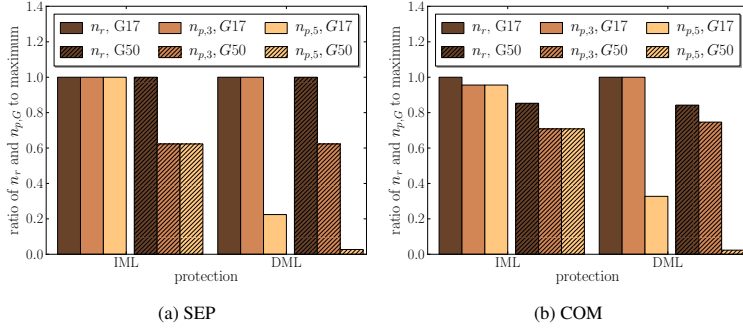 1.4
1.2
1.0
0.8
0.6
0.4
0.2
0.0
ratio of n_r and n_{p,G} to maximum
n_r, G17 n_{p,3}, G17 n_{p,5}, G17
n_r, G50 n_{p,3}, G50 n_{p,5}, G50
IML DML
protection
(a) SEP
1.4
1.2
1.0
0.8
0.6
0.4
0.2
0.0
ratio of n_r and n_{p,G} to maximum
n_r, G17 n_{p,3}, G17 n_{p,5}, G17
n_r, G50 n_{p,3}, G50 n_{p,5}, G50
IML DML
protection
(b) COM